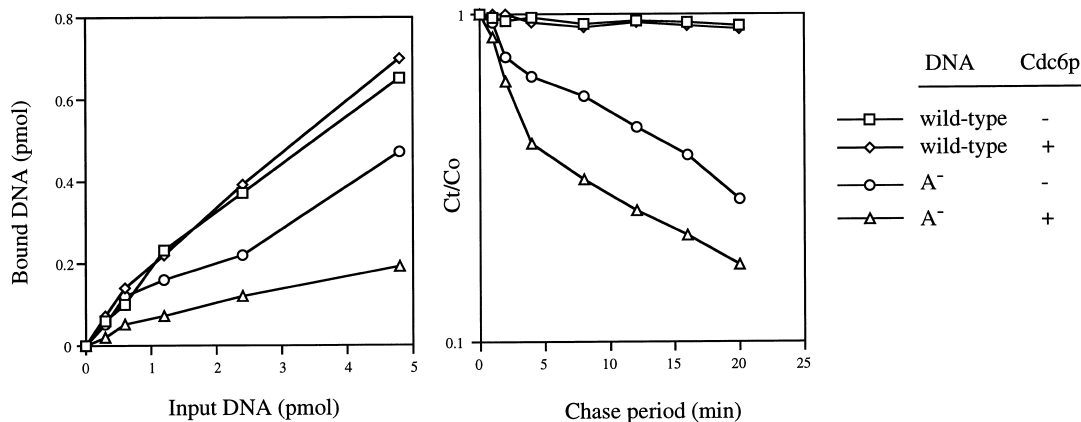 0.8
0.6
0.4
0.2
0
0 1 2 3 4 5
Bound DNA (pmol)
Input DNA (pmol)
1
0.1
0 5 10 15 20 25
Ct/Co
Chase period (min)
DNA Cdc6p
wild-type -
wild-type +
A⁻ -
A⁻ +